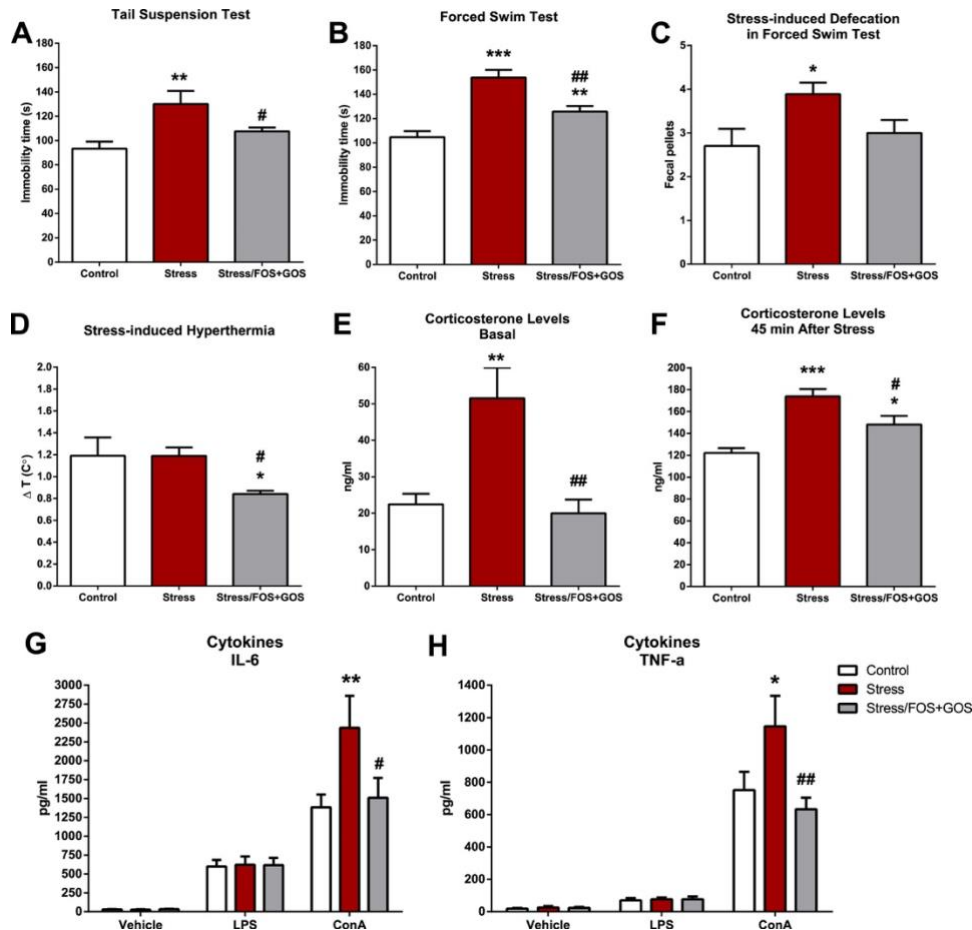 A
Tail Suspension Test
Immobility time (s)
180
160
140
120
100
80
60
40
20
0
**
#
Control
Stress
Stress/FOS+GOS
B
Forced Swim Test
Immobility time (s)
180
160
140
120
100
80
60
40
20
0
***
##
**
Control
Stress
Stress/FOS+GOS
C
Stress-induced Defecation
in Forced Swim Test
Fecal pellets
5
4
3
2
1
0
*
Control
Stress
Stress/FOS+GOS
D
Stress-induced Hyperthermia
Δ T (C°)
2.0
1.8
1.6
1.4
1.2
1.0
0.8
0.6
0.4
0.2
0.0
#
*
Control
Stress
Stress/FOS+GOS
E
Corticosterone Levels
Basal
ng/ml
60
50
40
30
20
10
0
**
##
Control
Stress
Stress/FOS+GOS
F
Corticosterone Levels
45 min After Stress
ng/ml
200
180
160
140
120
100
80
60
40
20
0
***
#
*
Control
Stress
Stress/FOS+GOS
G
Cytokines
IL-6
pg/ml
3000
2750
2500
2250
2000
1750
1500
1250
1000
750
500
250
0
**
#
Vehicle
LPS
ConA
H
Cytokines
TNF-a
pg/ml
1400
1200
1000
800
600
400
200
0
*
##
Vehicle
LPS
ConA
Control
Stress
Stress/FOS+GOS